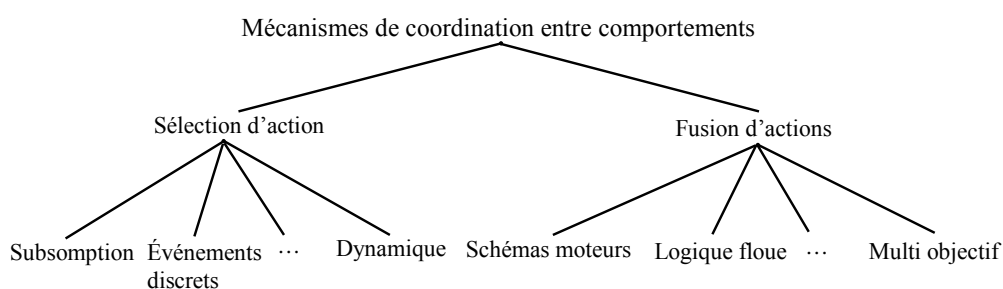 Mécanismes de coordination entre comportements
Sélection d’action
Fusion d’actions
Subsomption
Événements
discrets
…
Dynamique
Schémas moteurs
Logique floue
…
Multi objectif